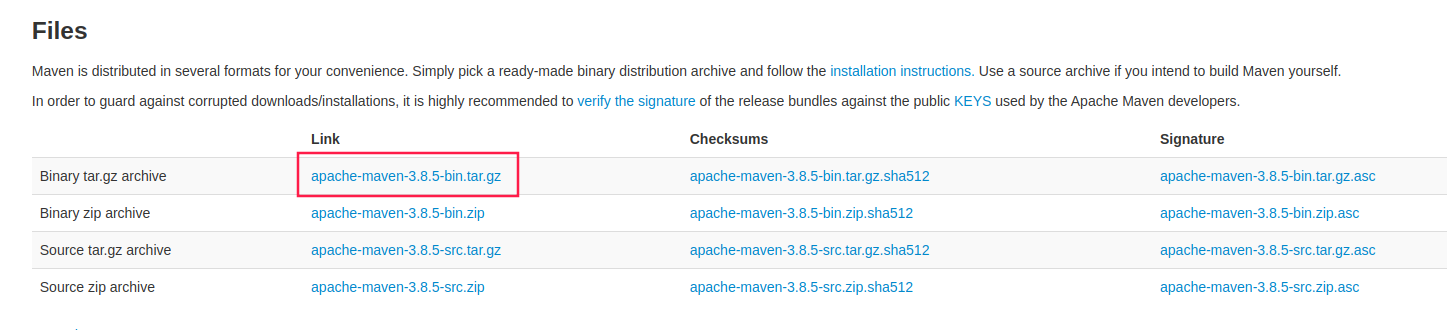 Files
Maven is distributed in several formats for your convenience. Simply pick a ready-made binary distribution archive and follow the installation instructions. Use a source archive if you intend to build Maven yourself.
In order to guard against corrupted downloads/installations, it is highly recommended to verify the signature of the release bundles against the public KEYS used by the Apache Maven developers.
Link Checksums Signature
Binary tar.gz archive apache-maven-3.8.5-bin.tar.gz apache-maven-3.8.5-bin.tar.gz.sha512 apache-maven-3.8.5-bin.tar.gz.asc
Binary zip archive apache-maven-3.8.5-bin.zip apache-maven-3.8.5-bin.zip.sha512 apache-maven-3.8.5-bin.zip.asc
Source tar.gz archive apache-maven-3.8.5-src.tar.gz apache-maven-3.8.5-src.tar.gz.sha512 apache-maven-3.8.5-src.tar.gz.asc
Source zip archive apache-maven-3.8.5-src.zip apache-maven-3.8.5-src.zip.sha512 apache-maven-3.8.5-src.zip.asc